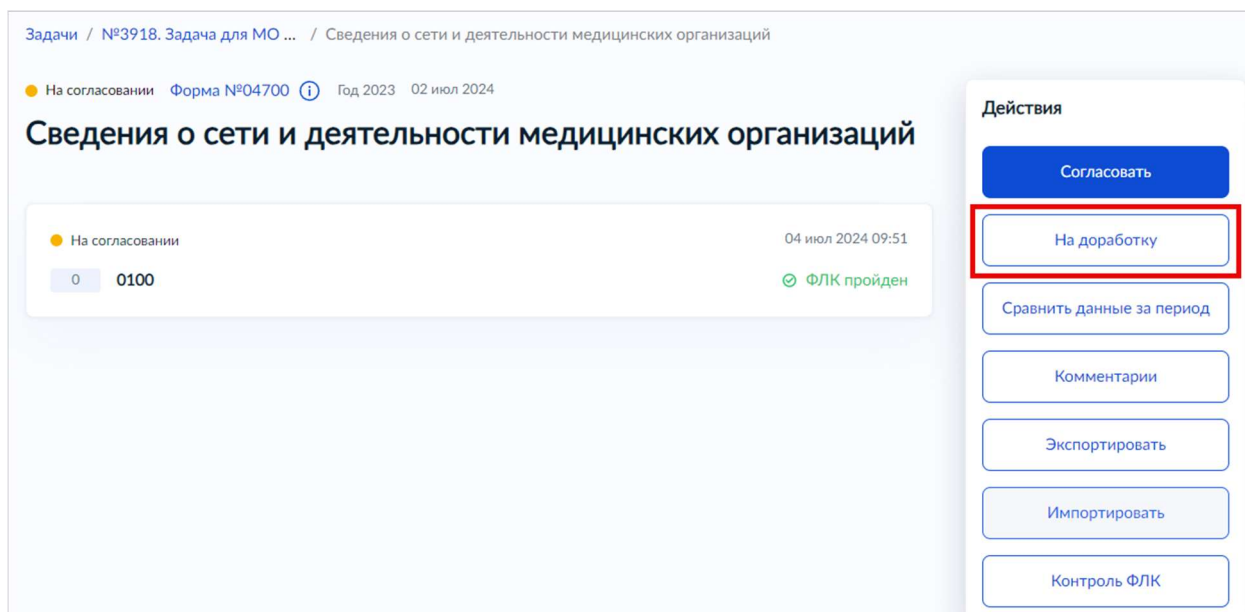 Задачи / №3918. Задача для МО ... / Сведения о сети и деятельности медицинских организаций
На согласовании Форма №04700 Год 2023 02 июл 2024
Сведения о сети и деятельности медицинских организаций
На согласовании 04 июл 2024 09:51
0 0100 ФЛК пройден
Действия
Согласовать
На доработку
Сравнить данные за период
Комментарии
Экспортировать
Импортировать
Контроль ФЛК